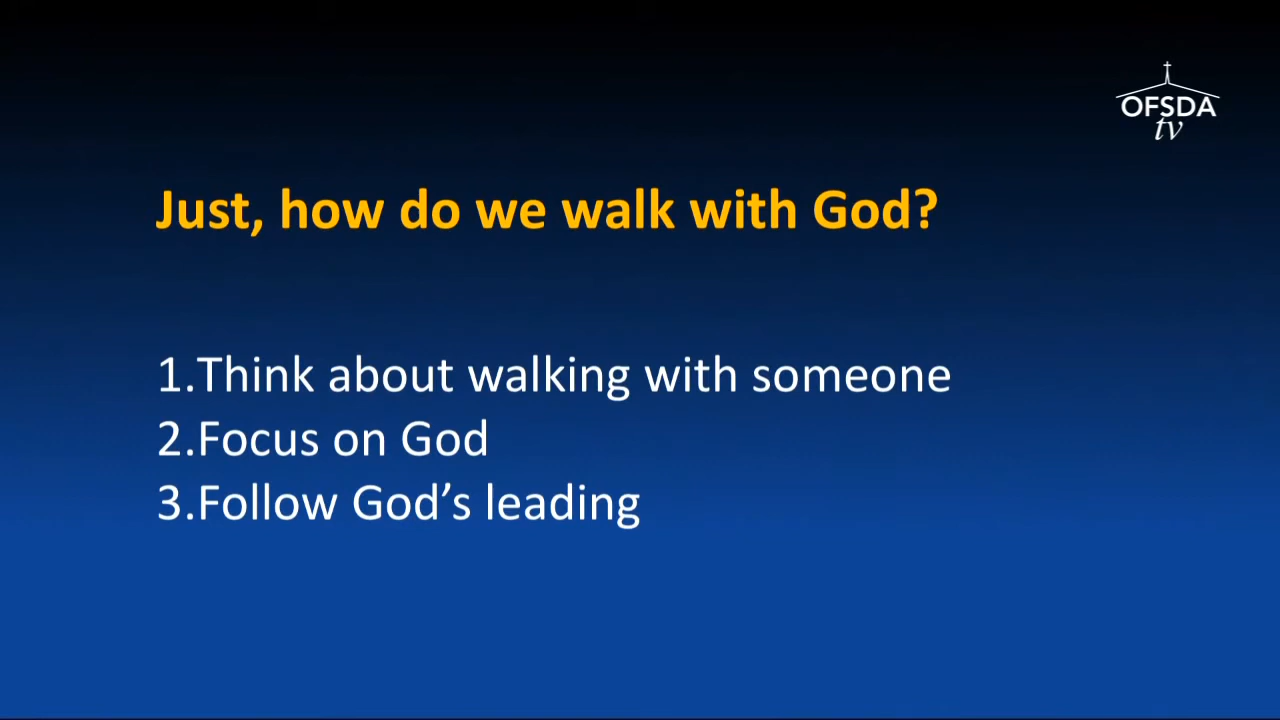 OFSDA
tv
Just, how do we walk with God?
1.Think about walking with someone
2.Focus on God
3.Follow God’s leading